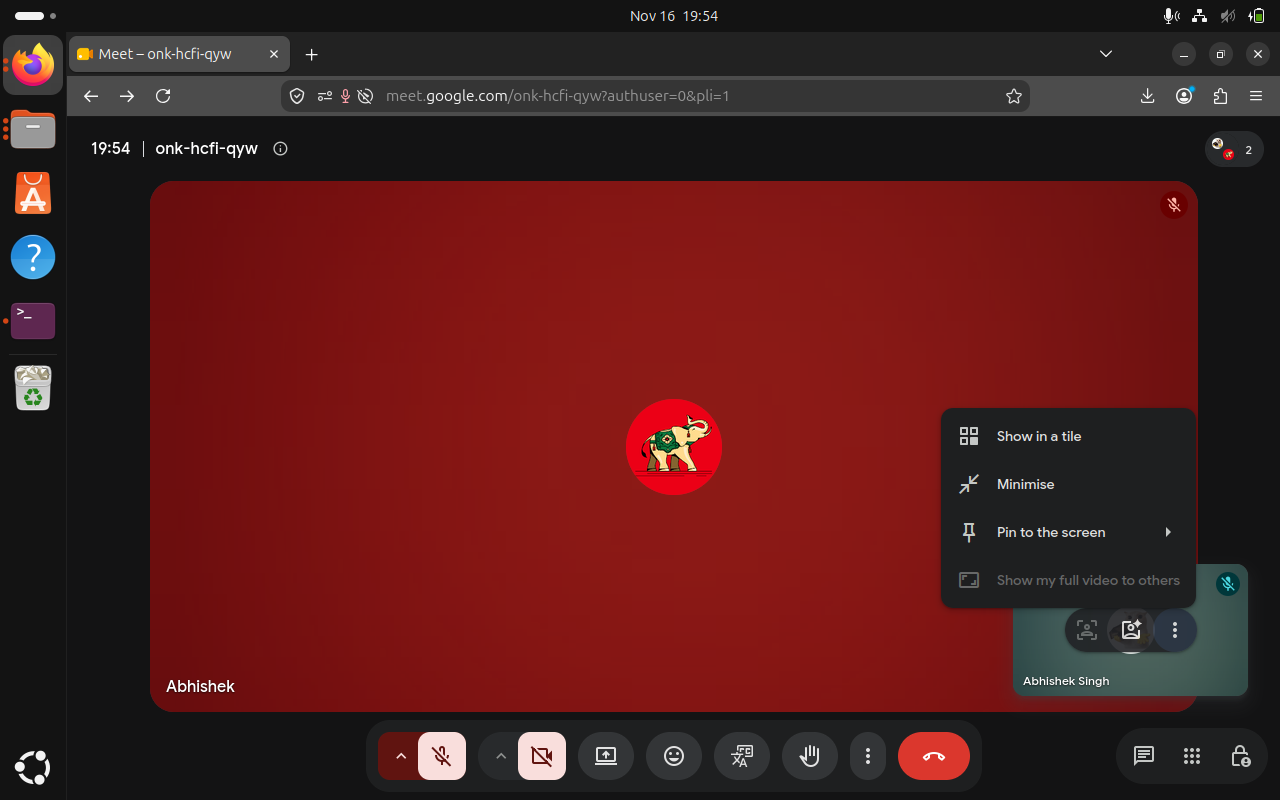 Nov 16 19:54
Meet – onk-hcfi-qyw
meet.google.com/onk-hcfi-qyw?authuser=0&pli=1
19:54 | onk-hcfi-qyw
2
Show in a tile
Minimise
Pin to the screen
Show my full video to others
Abhishek Singh
Abhishek